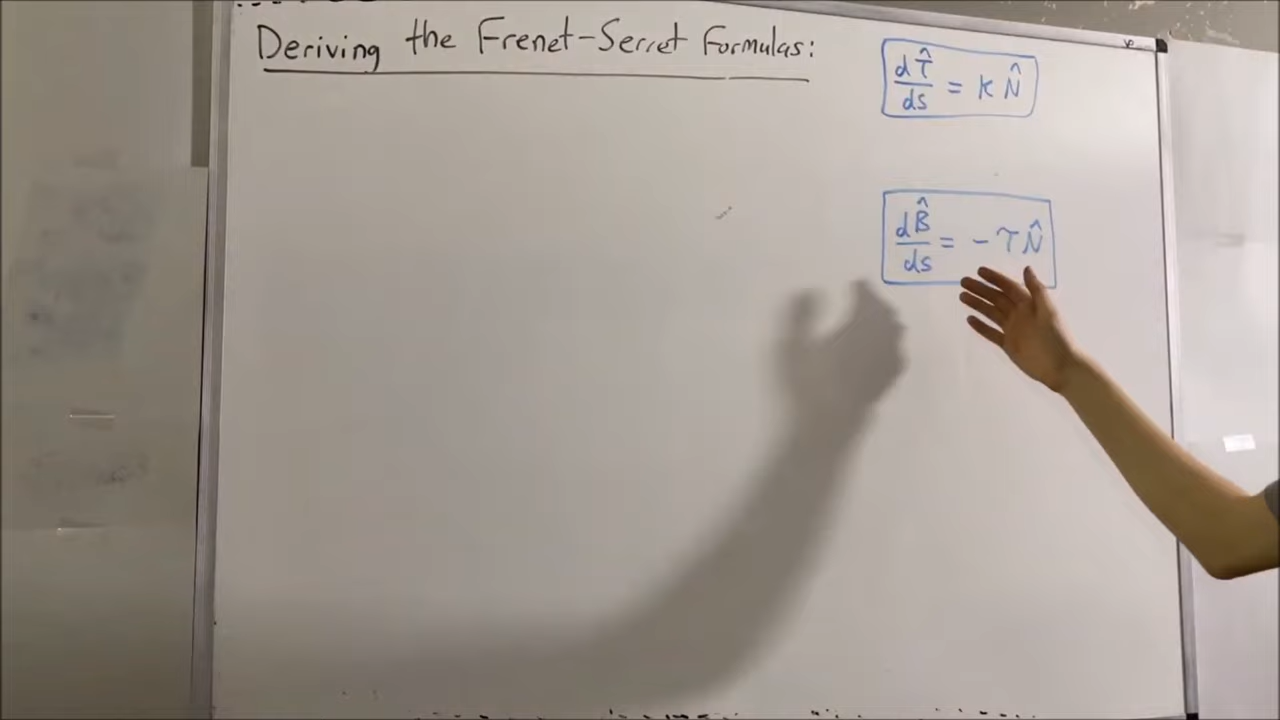 Deriving the Frenet-Serret Formulas:
dT̂/ds = κ N̂
dB̂/ds = - τ N̂